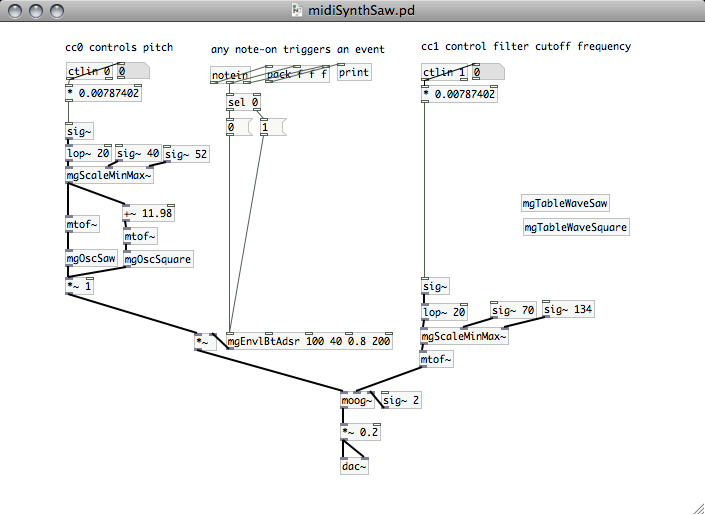 midiSynthSaw.pd
cc0 controls pitch
any note-on triggers an event
cc1 control filter cutoff frequency
ctlin 0
0
notein
pack f f f
print
ctlin 1
0
* 0.00787402
* 0.00787402
sel 0
0
1
sig~
lop~ 20
sig~ 40
sig~ 52
mgScaleMinMax~
mgTableWaveSaw
+~ 11.98
mtof~
mgTableWaveSquare
mtof~
mgOscSaw
mgOscSquare
*~ 1
sig~
lop~ 20
sig~ 70
sig~ 134
*~
mgEnvlBtAdsr 100 40 0.8 200
mgScaleMinMax~
mtof~
moog~
sig~ 2
*~ 0.2
dac~